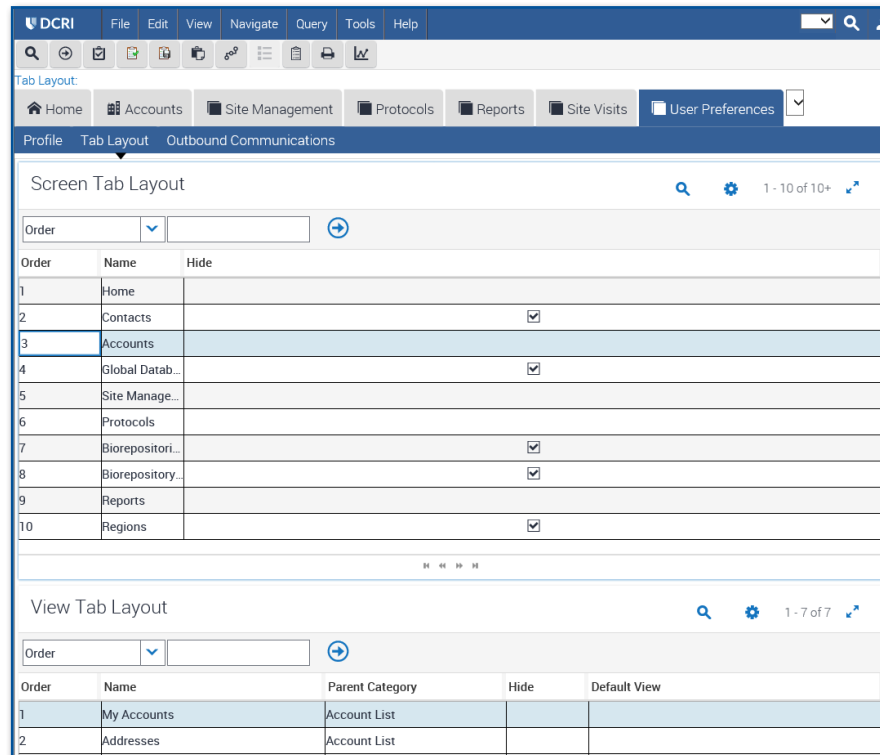 DCRI File Edit View Navigate Query Tools Help
Tab Layout:
Home Accounts Site Management Protocols Reports Site Visits User Preferences
Profile Tab Layout Outbound Communications
Screen Tab Layout 1 - 10 of 10+
Order
Order Name Hide
1 Home
2 Contacts
3 Accounts
4 Global Datab...
5 Site Manage...
6 Protocols
7 Biorepositori...
8 Biorepository...
9 Reports
10 Regions
View Tab Layout 1 - 7 of 7
Order
Order Name Parent Category Hide Default View
1 My Accounts Account List
2 Addresses Account List